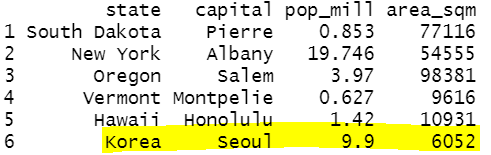 state capital pop_mill area_sqm
1 South Dakota Pierre 0.853 77116
2 New York Albany 19.746 54555
3 Oregon Salem 3.97 98381
4 Vermont Montpelie 0.627 9616
5 Hawaii Honolulu 1.42 10931
6 Korea Seoul 9.9 6052